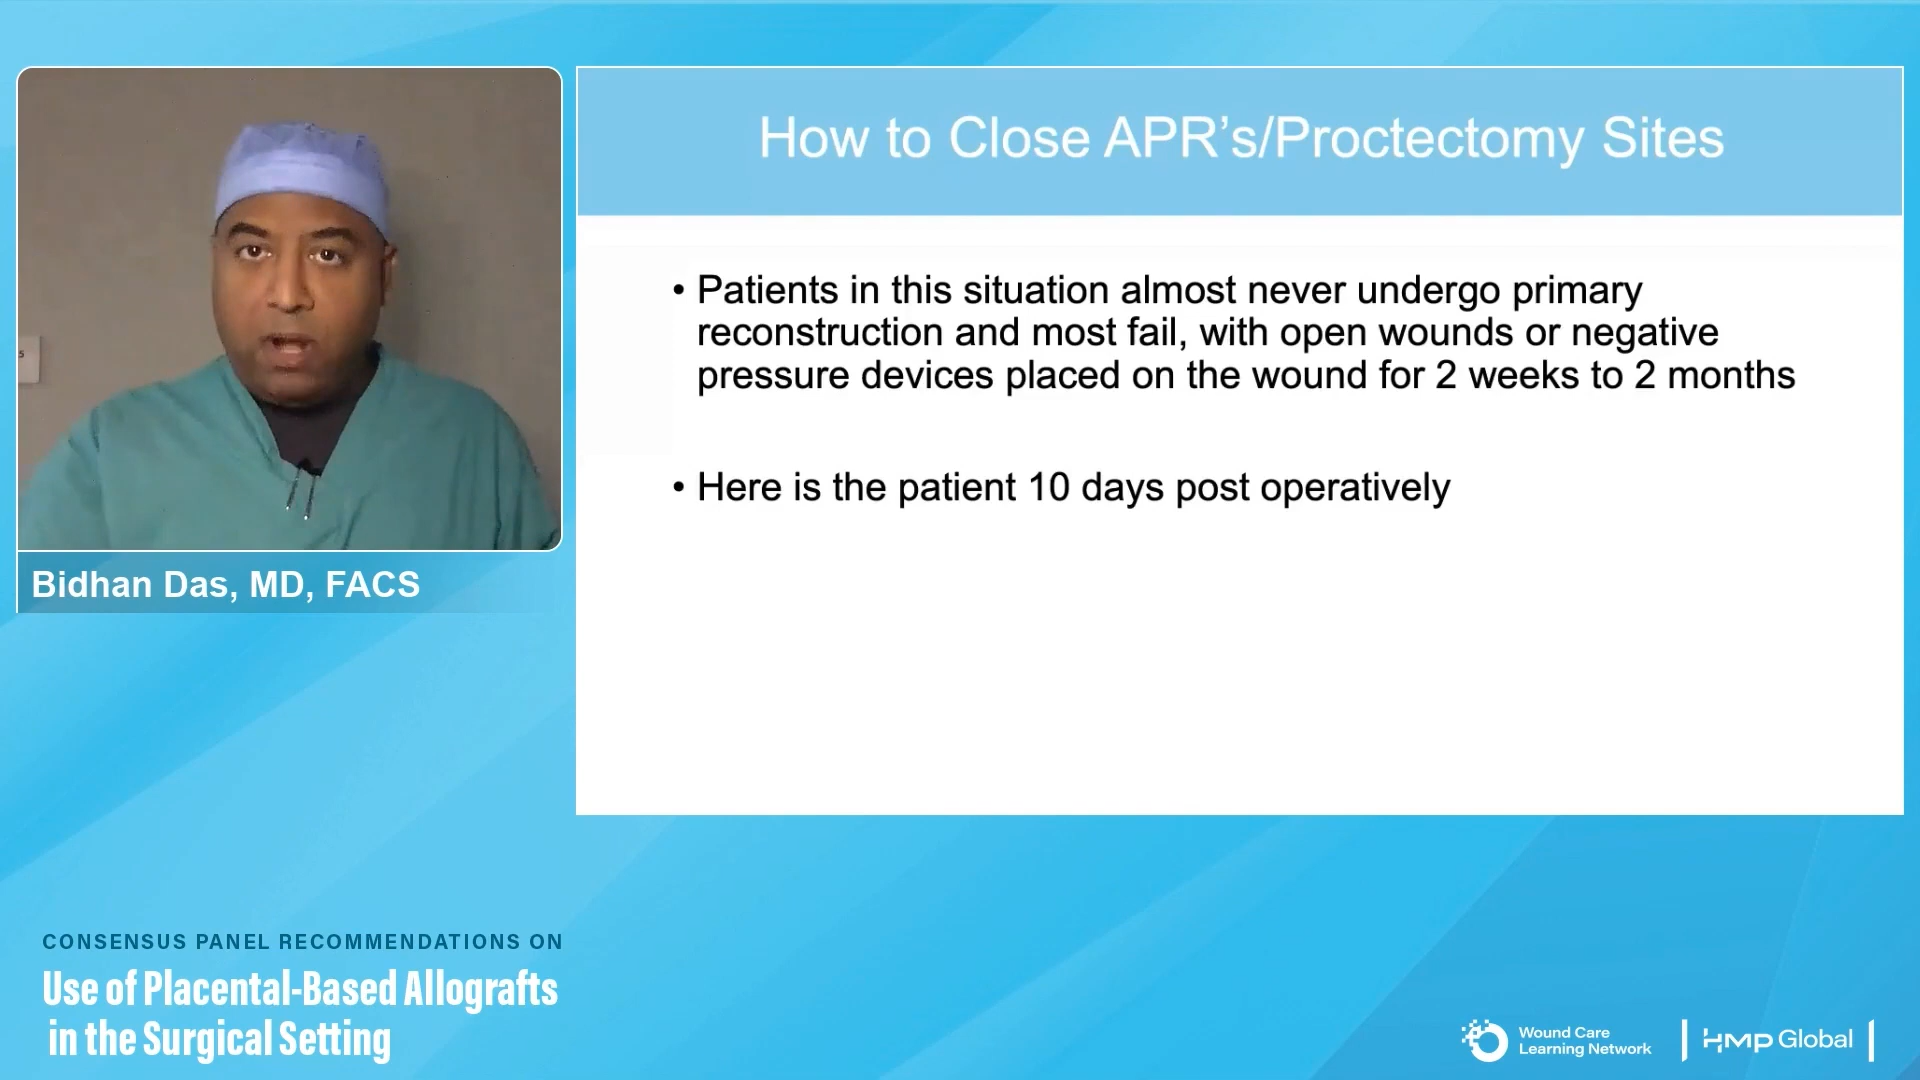 How to Close APR’s/Proctectomy Sites
• Patients in this situation almost never undergo primary
reconstruction and most fail, with open wounds or negative
pressure devices placed on the wound for 2 weeks to 2 months
• Here is the patient 10 days post operatively
5
Bidhan Das, MD, FACS
CONSENSUS PANEL RECOMMENDATIONS ON
Use of Placental-Based Allografts
in the Surgical Setting
Wound Care
Learning Network
HMP Global